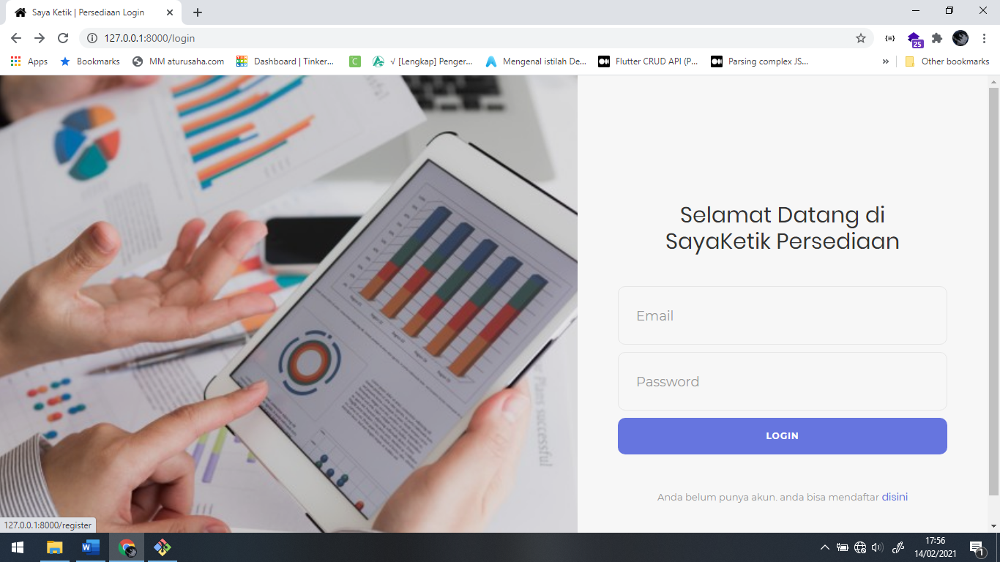 Saya Ketik | Persediaan Login
127.0.0.1:8000/login
25
Apps
Bookmarks
MM aturusaha.com
Dashboard | Tinker...
C
√ [Lengkap] Penger...
Mengenal istilah De...
Flutter CRUD API (P...
Parsing complex JS...
»
Other bookmarks
Selamat Datang di
SayaKetik Persediaan
Email
Password
LOGIN
Anda belum punya akun. anda bisa mendaftar disini
127.0.0.1:8000/register
17:56
14/02/2021
1